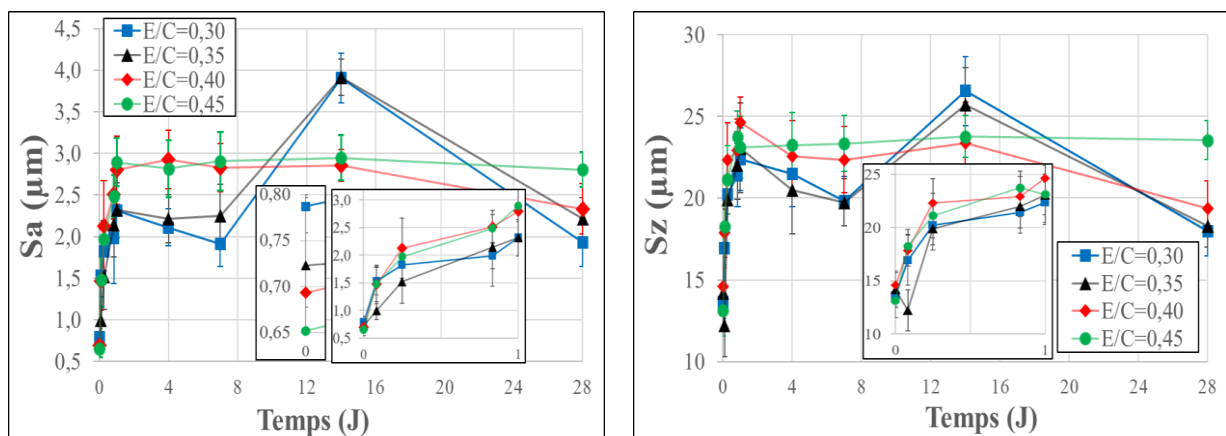 4,5
4,0
3,5
3,0
2,5
2,0
1,5
1,0
0,5
Sa (µm)
E/C=0,30
E/C=0,35
E/C=0,40
E/C=0,45
0,80
0,75
0,70
0,65
0
3,0
2,5
2,0
1,5
1,0
0,5
0 1
0 4 8 12 16 20 24 28
Temps (J)
30
25
20
15
10
Sz (µm)
25
20
15
10
0 1
E/C=0,30
E/C=0,35
E/C=0,40
E/C=0,45
0 4 8 12 16 20 24 28
Temps (J)